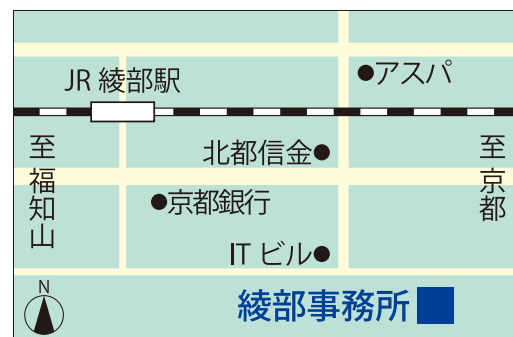 JR 綾部駅
アスパ
至福知山
北都信金
至京都
京都銀行
IT ビル
N
綾部事務所